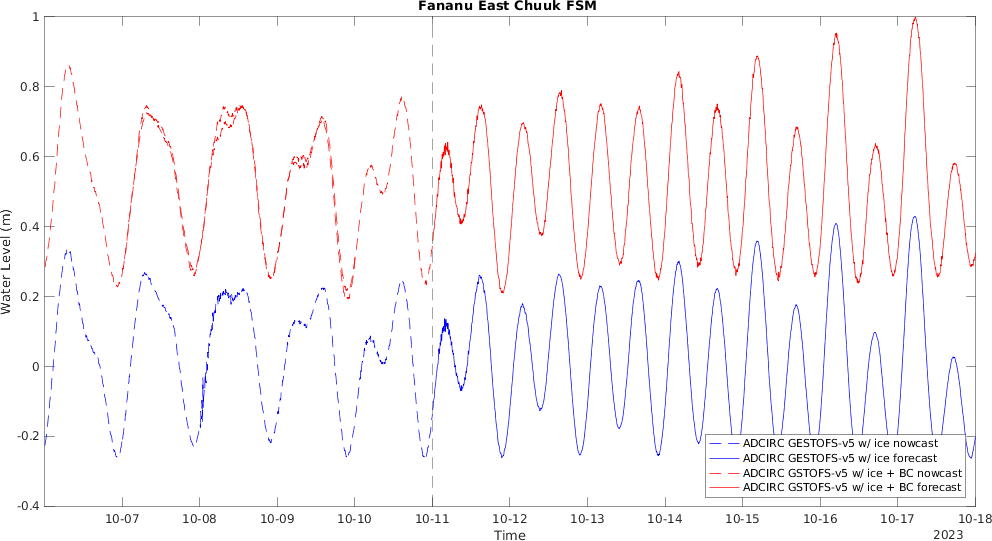 Fananu East Chuuk FSM
Water Level (m)
1
0.8
0.6
0.4
0.2
0
-0.2
-0.4
ADCIRC GESTOFS-v5 w/ ice nowcast
ADCIRC GESTOFS-v5 w/ ice forecast
ADCIRC GSTOFS-v5 w/ ice + BC nowcast
ADCIRC GSTOFS-v5 w/ ice + BC forecast
10-07 10-08 10-09 10-10 10-11 10-12 10-13 10-14 10-15 10-16 10-17 10-18
Time
2023